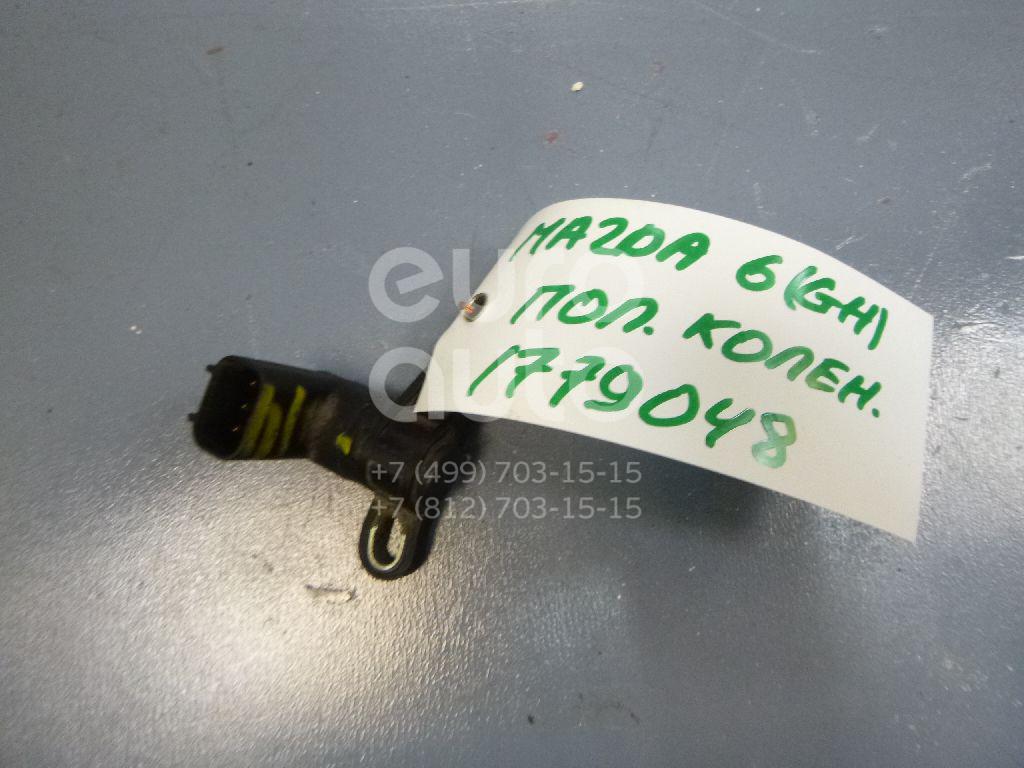 MAZDA 6(GH)
ПОЛ. КОЛЕН.
1779048
euro
auto
+7 (499) 703-15-15
+7 (812) 703-15-15